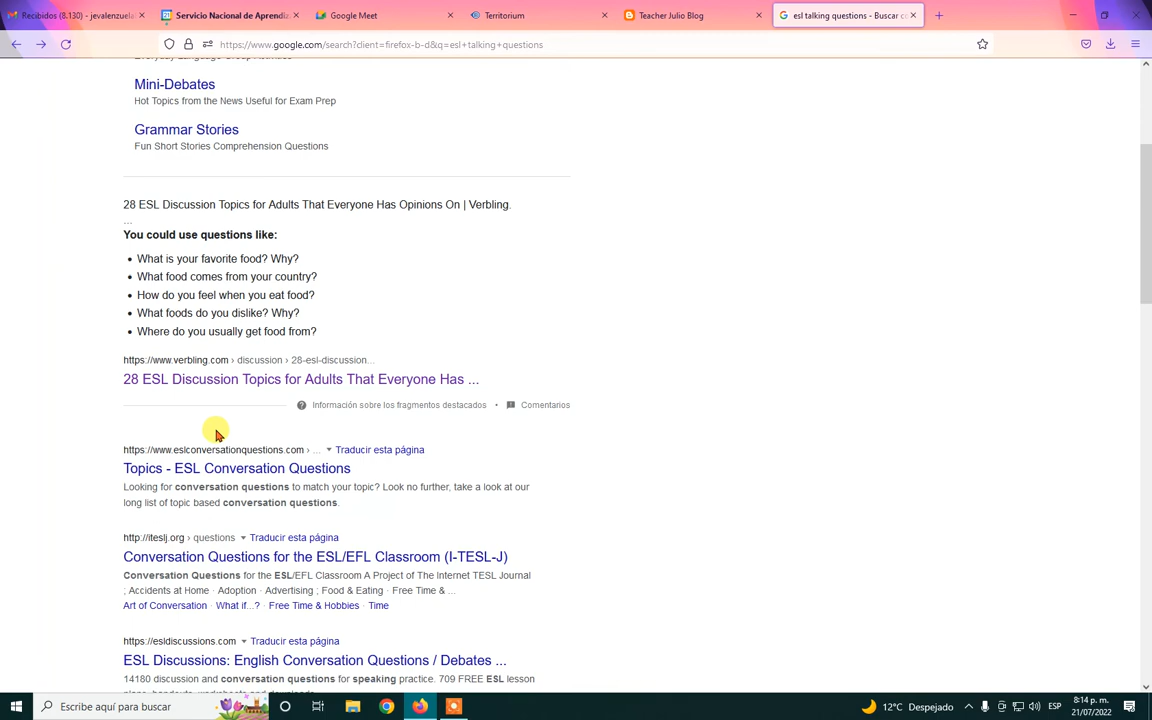 Recibidos (8.130) - jevalenzuela
Servicio Nacional de Aprendiz
Google Meet
Territorium
Teacher Julio Blog
esl talking questions - Buscar co
https://www.google.com/search?client=firefox-b-d&q=esl+talking+questions
Everyday Language Group Activities
Mini-Debates
Hot Topics from the News Useful for Exam Prep
Grammar Stories
Fun Short Stories Comprehension Questions
28 ESL Discussion Topics for Adults That Everyone Has Opinions On | Verbling.
...
You could use questions like:
• What is your favorite food? Why?
• What food comes from your country?
• How do you feel when you eat food?
• What foods do you dislike? Why?
• Where do you usually get food from?
https://www.verbling.com › discussion › 28-esl-discussion...
28 ESL Discussion Topics for Adults That Everyone Has ...
Información sobre los fragmentos destacados • Comentarios
https://www.eslconversationquestions.com › ... Traducir esta página
Topics - ESL Conversation Questions
Looking for conversation questions to match your topic? Look no further, take a look at our
long list of topic based conversation questions.
http://iteslj.org › questions Traducir esta página
Conversation Questions for the ESL/EFL Classroom (I-TESL-J)
Conversation Questions for the ESL/EFL Classroom A Project of The Internet TESL Journal
; Accidents at Home · Adoption · Advertising ; Food & Eating · Free Time & ...
Art of Conversation · What if...? · Free Time & Hobbies · Time
https://esldiscussions.com Traducir esta página
ESL Discussions: English Conversation Questions / Debates ...
14180 discussion and conversation questions for speaking practice. 709 FREE ESL lesson
plans, handouts, worksheets and downloads.
Escribe aquí para buscar
12°C Despejado
ESP
8:14 p. m.
21/07/2022